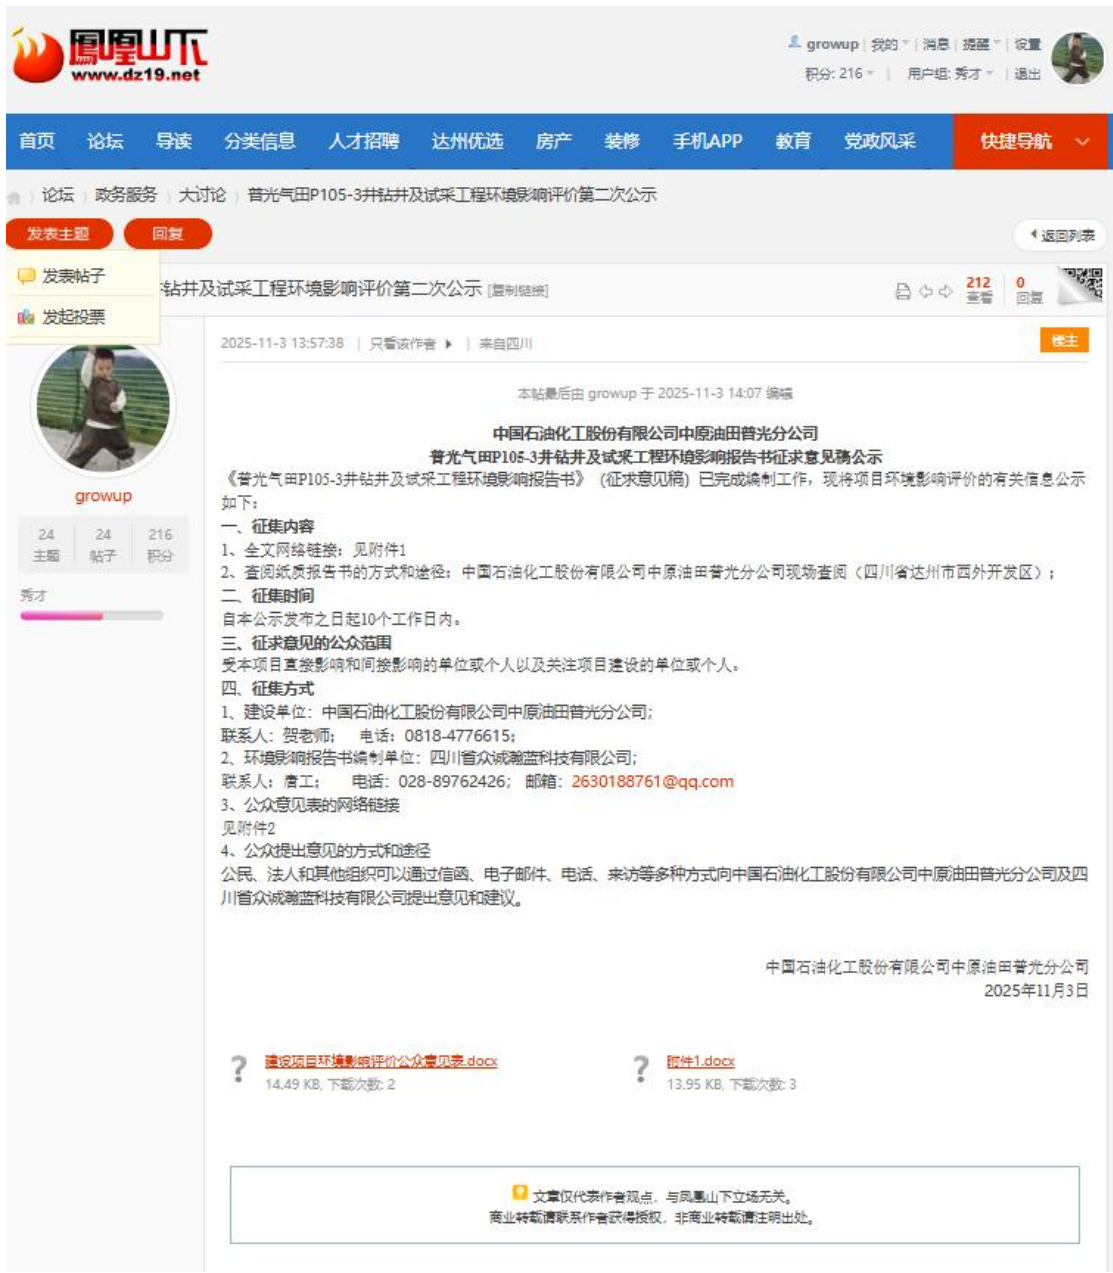 鳳凰山下
www.dz19.net
growup 我的 消息 提醒 设置
积分: 216 用户组: 秀才 退出
首页 论坛 导读 分类信息 人才招聘 达州优选 房产 装修 手机APP 教育 党政风采 快捷导航
论坛 政务服务 大讨论 普光气田P105-3井钻井及试采工程环境影响评价第二次公示
发表主题 回复 返回列表
发表帖子
发起投票
钻井及试采工程环境影响评价第二次公示 [复制链接]
212 查看 0 回复
2025-11-3 13:57:38 | 只看该作者 | 来自四川
楼主
本帖最后由 growup 于 2025-11-3 14:07 编辑
growup
24 主题 24 帖子 216 积分
秀才
中国石油化工股份有限公司中原油田普光分公司
普光气田P105-3井钻井及试采工程环境影响报告书征求意见稿公示
《普光气田P105-3井钻井及试采工程环境影响报告书》（征求意见稿）已完成编制工作，现将项目环境影响评价的有关信息公示
如下：
一、征集内容
1、全文网络链接：见附件1
2、查阅纸质报告书的方式和途径：中国石油化工股份有限公司中原油田普光分公司现场查阅（四川省达州市西外开发区）；
二、征集时间
自本公示发布之日起10个工作日内。
三、征求意见的公众范围
受本项目直接影响和间接影响的单位或个人以及关注项目建设的单位或个人。
四、征集方式
1、建设单位：中国石油化工股份有限公司中原油田普光分公司；
联系人：贺老师； 电话：0818-4776615；
2、环境影响报告书编制单位：四川省众诚瀚蓝科技有限公司；
联系人：唐工； 电话：028-89762426； 邮箱：2630188761@qq.com
3、公众意见表的网络链接
见附件2
4、公众提出意见的方式和途径
公民、法人和其他组织可以通过信函、电子邮件、电话、来访等多种方式向中国石油化工股份有限公司中原油田普光分公司及四
川省众诚瀚蓝科技有限公司提出意见和建议。
中国石油化工股份有限公司中原油田普光分公司
2025年11月3日
建设项目环境影响评价公众意见表.docx
14.49 KB, 下载次数: 2
附件1.docx
13.95 KB, 下载次数: 3
文章仅代表作者观点，与凤凰山下立场无关。
商业转载请联系作者获得授权，非商业转载请注明出处。